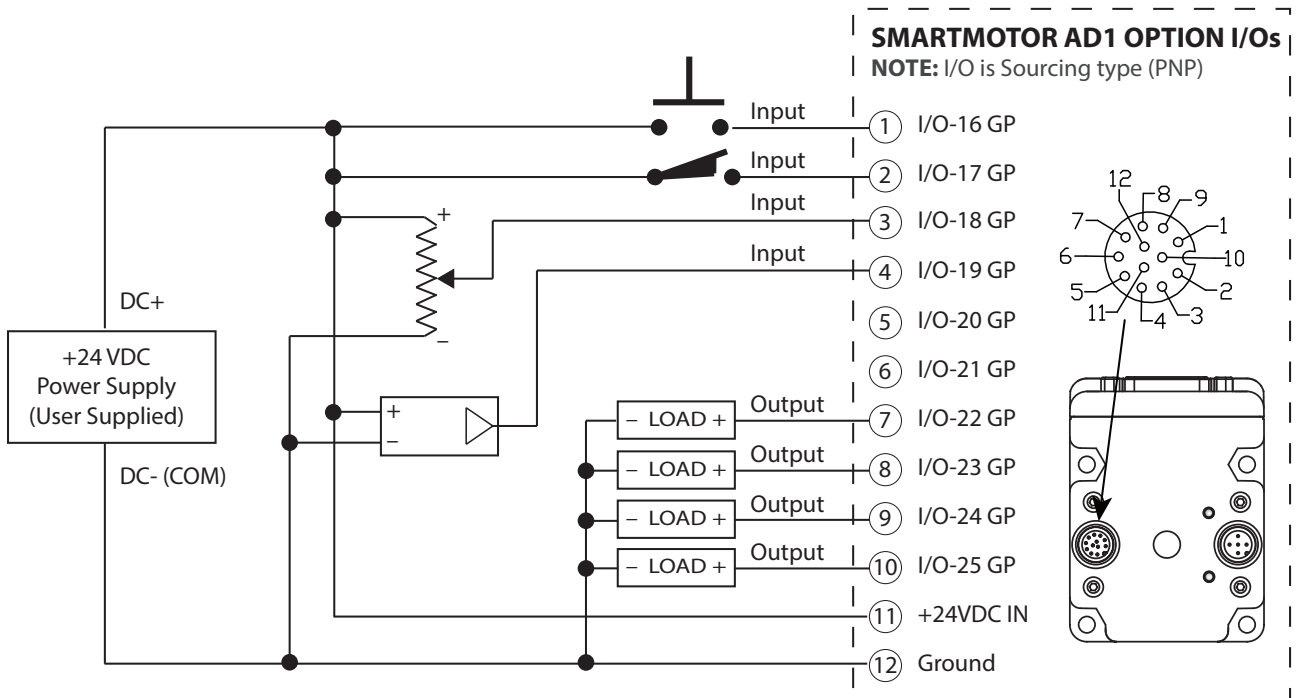 SMARTMOTOR AD1 OPTION I/Os
NOTE: I/O is Sourcing type (PNP)
Input
1 I/O-16 GP
Input
2 I/O-17 GP
Input
3 I/O-18 GP
Input
4 I/O-19 GP
5 I/O-20 GP
6 I/O-21 GP
Output
7 I/O-22 GP
Output
8 I/O-23 GP
Output
9 I/O-24 GP
Output
10 I/O-25 GP
11 +24VDC IN
12 Ground
DC+
+24 VDC
Power Supply
(User Supplied)
DC- (COM)
+
−
+
−
− LOAD +
− LOAD +
− LOAD +
− LOAD +
12
8
9
7
1
6
10
5
2
11
4
3